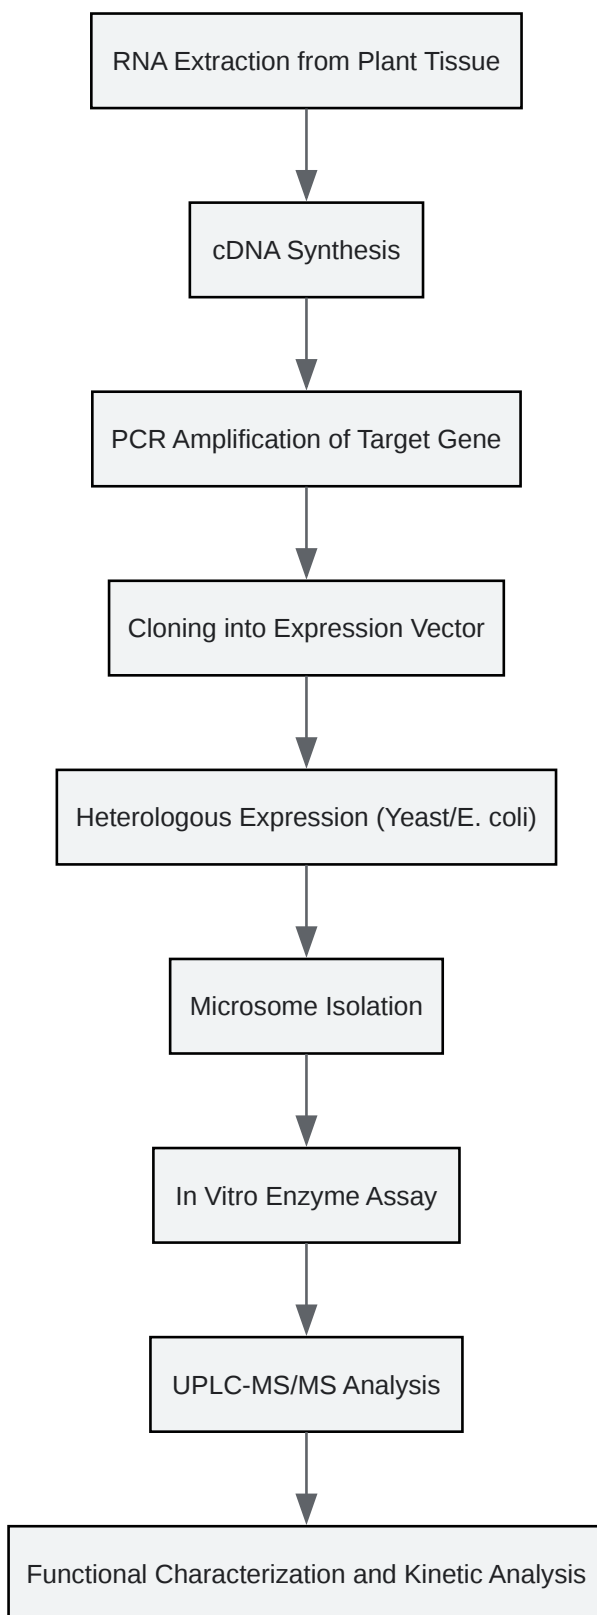 RNA Extraction from Plant Tissue
cDNA Synthesis
PCR Amplification of Target Gene
Cloning into Expression Vector
Heterologous Expression (Yeast/E. coli)
Microsome Isolation
In Vitro Enzyme Assay
UPLC-MS/MS Analysis
Functional Characterization and Kinetic Analysis